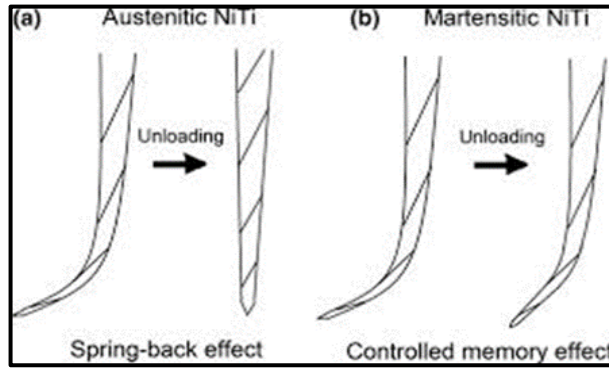 (a) Austenitic NiTi
(b) Martensitic NiTi
Unloading
Unloading
Spring-back effect
Controlled memory effect